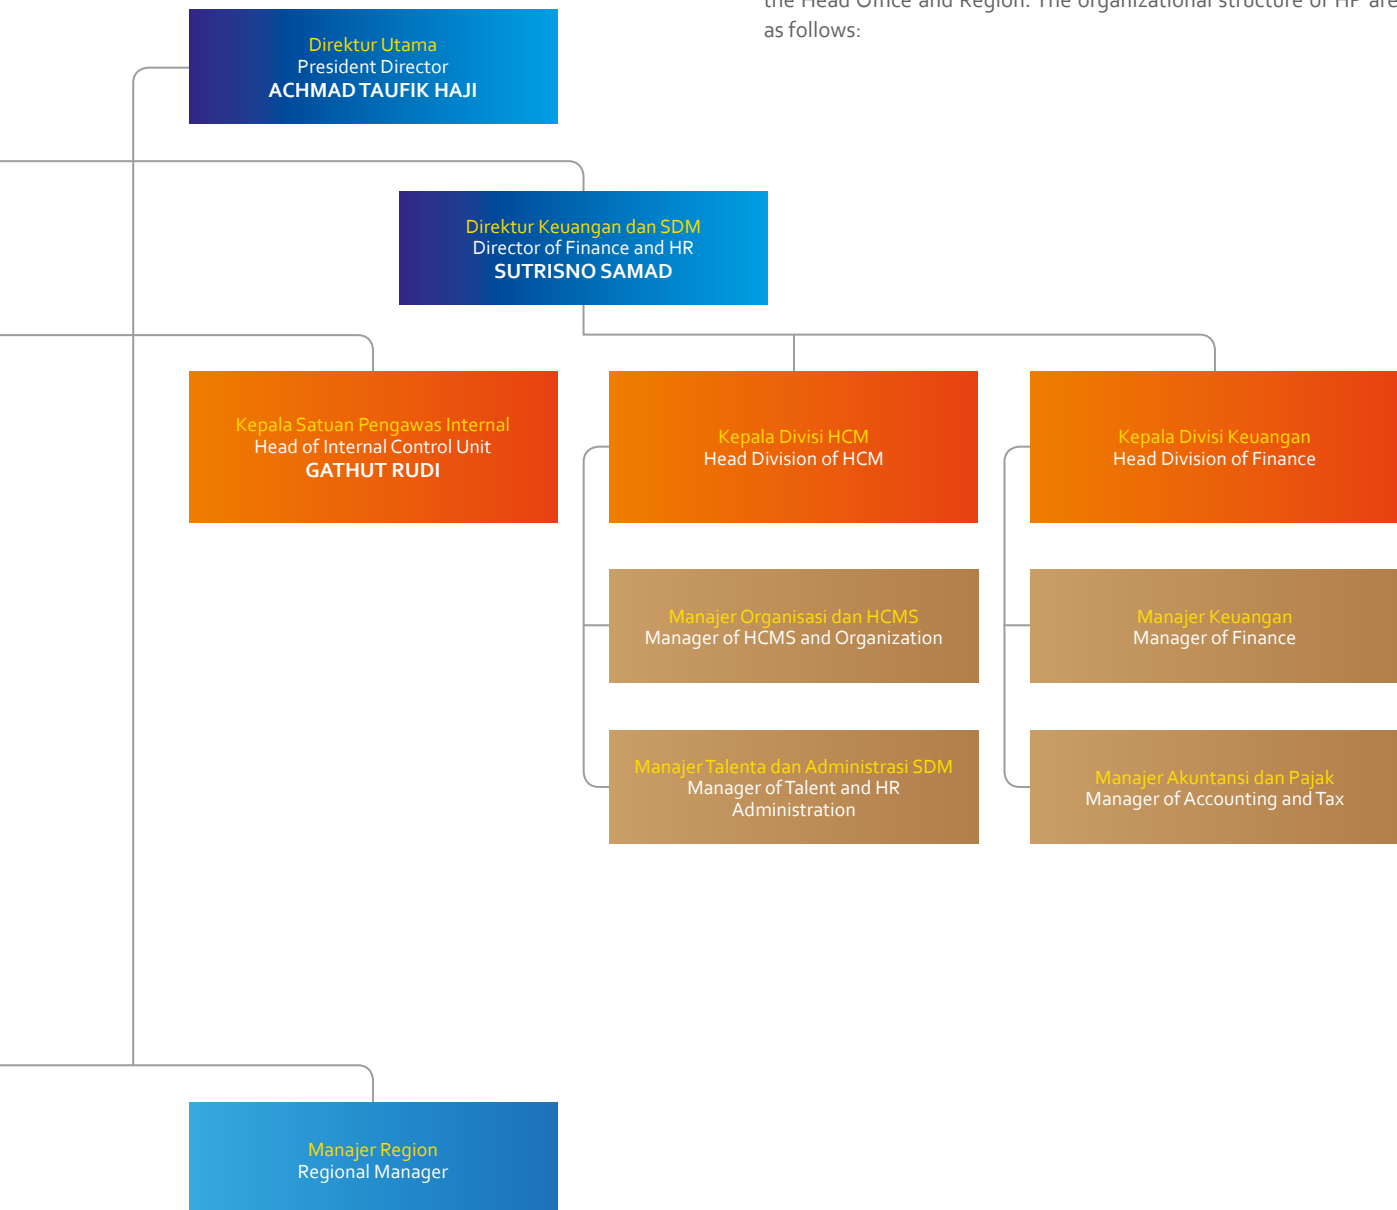 the Head Office and Region. The organizational structure of HP are
as follows:
Direktur Utama
President Director
ACHMAD TAUFIK HAJI
Direktur Keuangan dan SDM
Director of Finance and HR
SUTRISNO SAMAD
Kepala Satuan Pengawas Internal
Head of Internal Control Unit
GATHUT RUDI
Kepala Divisi HCM
Head Division of HCM
Kepala Divisi Keuangan
Head Division of Finance
Manajer Organisasi dan HCMS
Manager of HCMS and Organization
Manajer Keuangan
Manager of Finance
Manajer Talenta dan Administrasi SDM
Manager of Talent and HR
Administration
Manajer Akuntansi dan Pajak
Manager of Accounting and Tax
Manajer Region
Regional Manager